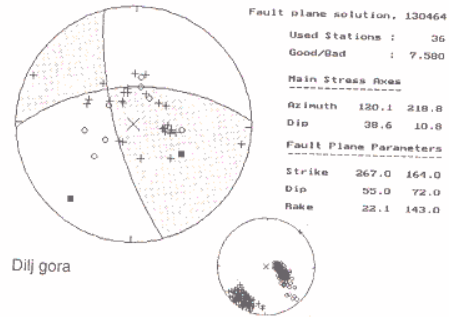 Fault plane solution, 130464
Used Stations : 36
Good/Bad : 7.580
Main Stress Axes
Azimuth 120.1 218.8
Dip 38.6 10.8
Fault Plane Parameters
Strike 267.0 164.0
Dip 55.0 72.0
Rake 22.1 143.0
Dilj gora